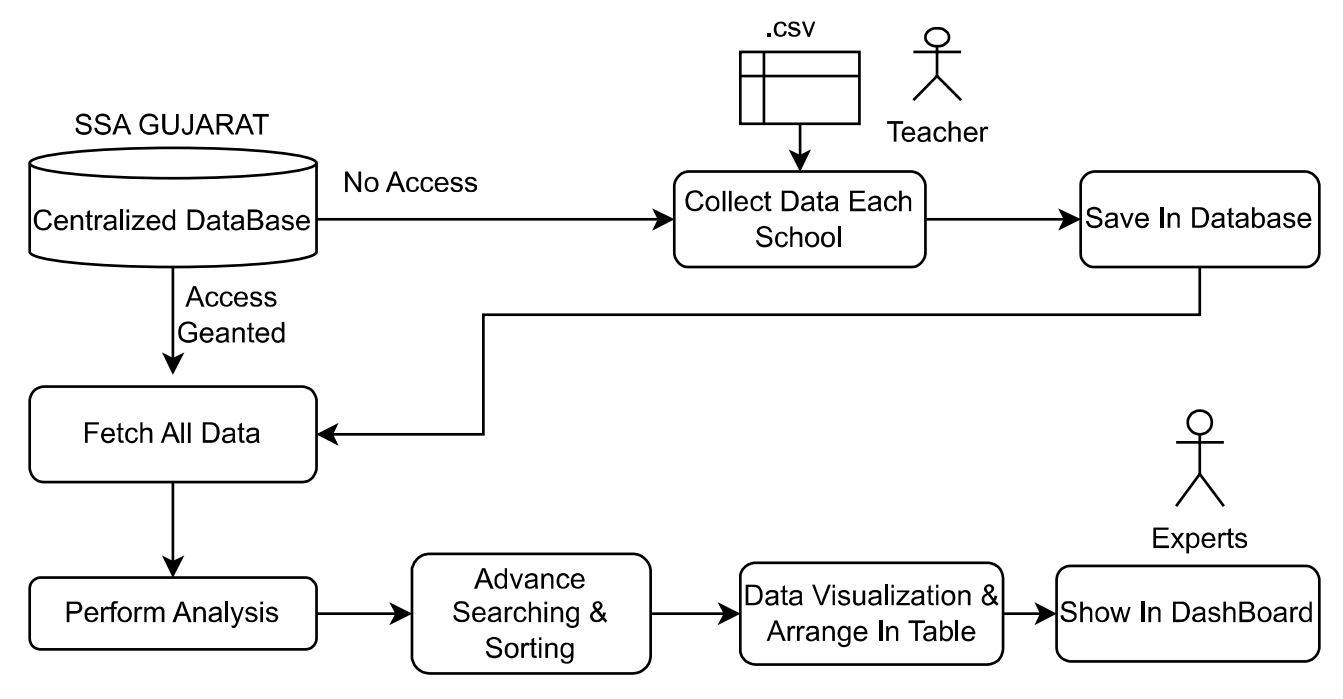 .csv
Teacher
SSA GUJARAT
Centralized DataBase
No Access
Collect Data Each
School
Save In Database
Access
Geanted
Fetch All Data
Experts
Perform Analysis
Advance
Searching &
Sorting
Data Visualization &
Arrange In Table
Show In DashBoard